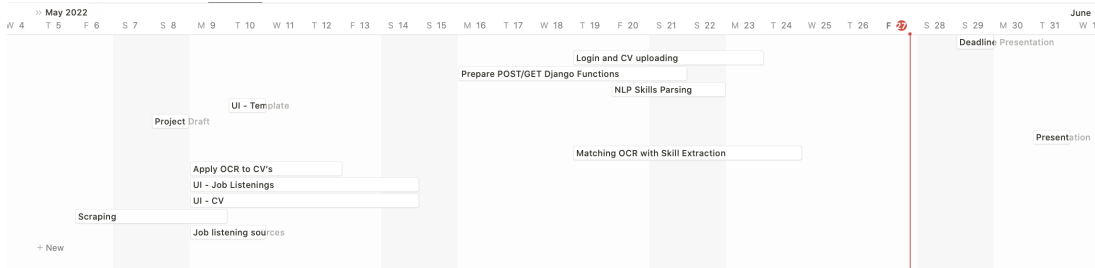 May 2022 June
W 4 T 5 F 6 S 7 S 8 M 9 T 10 W 11 T 12 F 13 S 14 S 15 M 16 T 17 W 18 T 19 F 20 S 21 S 22 M 23 T 24 W 25 T 26 F 27 S 28 S 29 M 30 T 31 W 1
Deadline Presentation
Login and CV uploading
Prepare POST/GET Django Functions
NLP Skills Parsing
UI - Template
Project Draft
Presentation
Matching OCR with Skill Extraction
Apply OCR to CV's
UI - Job Listenings
UI - CV
Scraping
Job listening sources
+ New